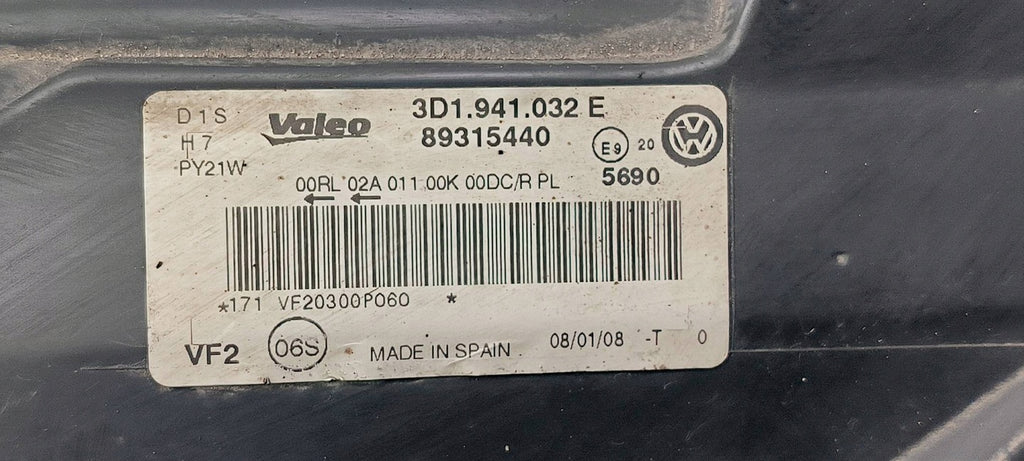 D1S
H7
PY21W
Valeo
3D1.941.032 E
89315440
E9 20
5690
VW
00RL 02A 011 00K 00DC/R PL
*171 VF20300P060 *
VF2
06S
MADE IN SPAIN
08/01/08 -T 0